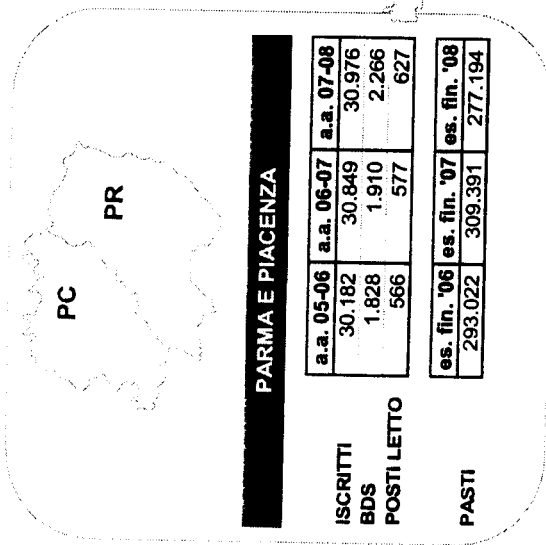 PC
PR
PARMA E PIACENZA
a.a. 05-06 a.a. 06-07 a.a. 07-08
ISCRITTI 30.182 30.849 30.976
BDS 1.828 1.910 2.266
POSTI LETTO 566 577 627
es. fin. '06 es. fin. '07 es. fin. '08
PASTI 293.022 309.391 277.194